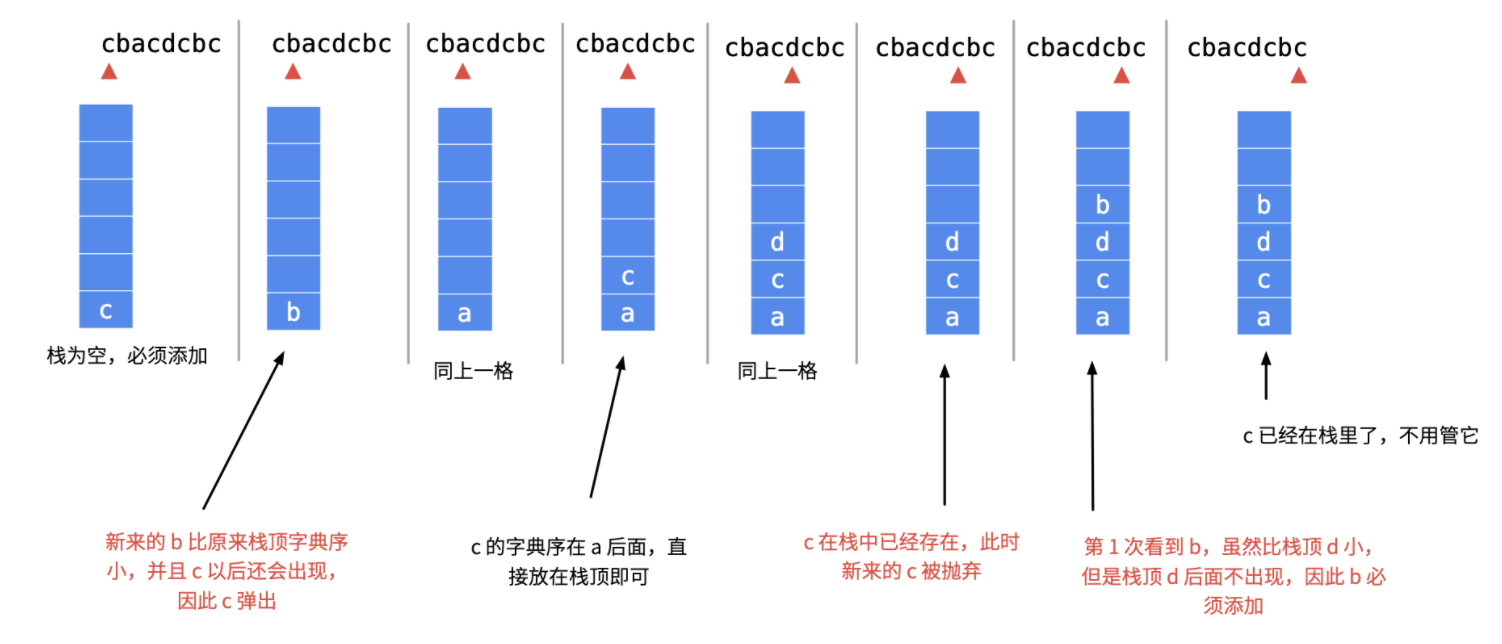 cbacdcbc
cbacdcbc
cbacdcbc
cbacdcbc
cbacdcbc
cbacdcbc
cbacdcbc
cbacdcbc
c
b
a
c
a
d
c
a
d
c
a
b
d
c
a
b
d
c
a
栈为空，必须添加
同上一格
同上一格
c 已经在栈里了，不用管它
新来的 b 比原来栈顶字典序
小，并且 c 以后还会出现，
因此 c 弹出
c 的字典序在 a 后面，直
接放在栈顶即可
c 在栈中已经存在，此时
新来的 c 被抛弃
第 1 次看到 b，虽然比栈顶 d 小，
但是栈顶 d 后面不出现，因此 b 必
须添加